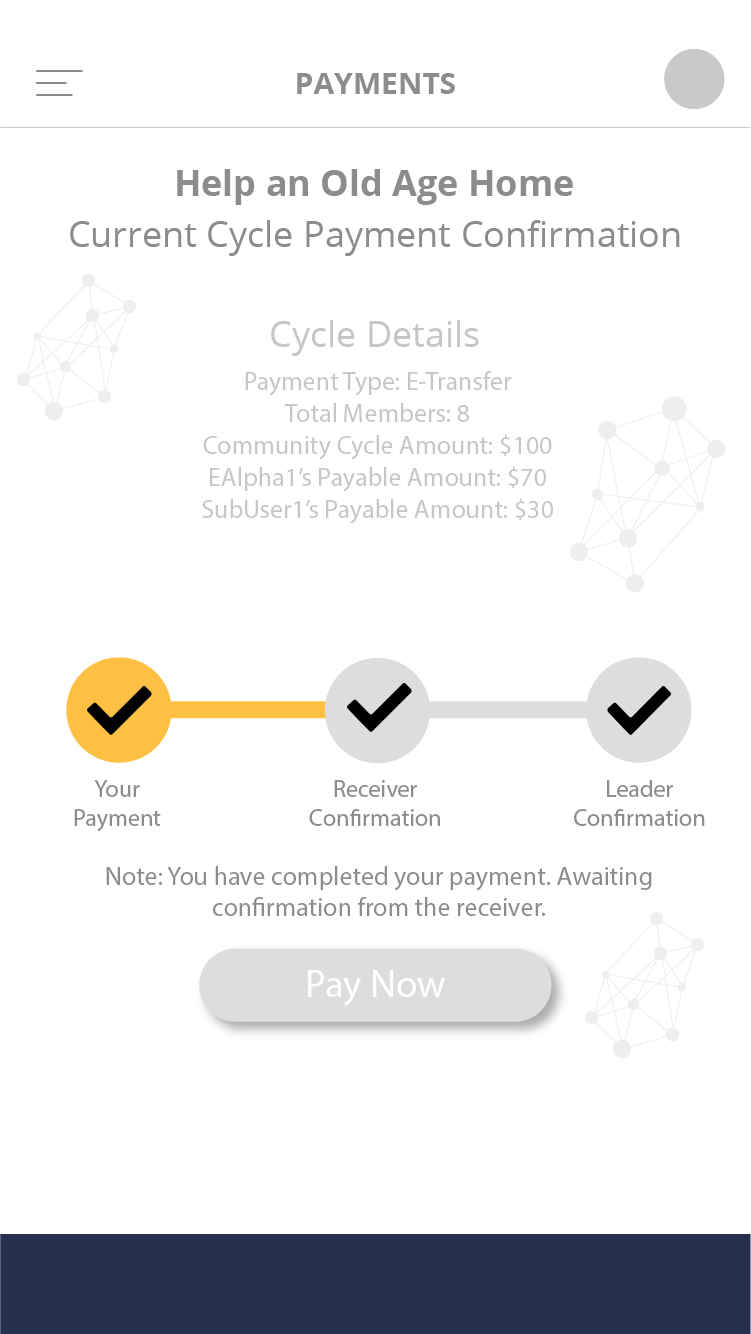 PAYMENTS
Help an Old Age Home
Current Cycle Payment Confirmation
Cycle Details
Payment Type: E-Transfer
Total Members: 8
Community Cycle Amount: $100
EAlpha1’s Payable Amount: $70
SubUser1’s Payable Amount: $30
Your
Payment
Receiver
Confirmation
Leader
Confirmation
Note: You have completed your payment. Awaiting
confirmation from the receiver.
Pay Now